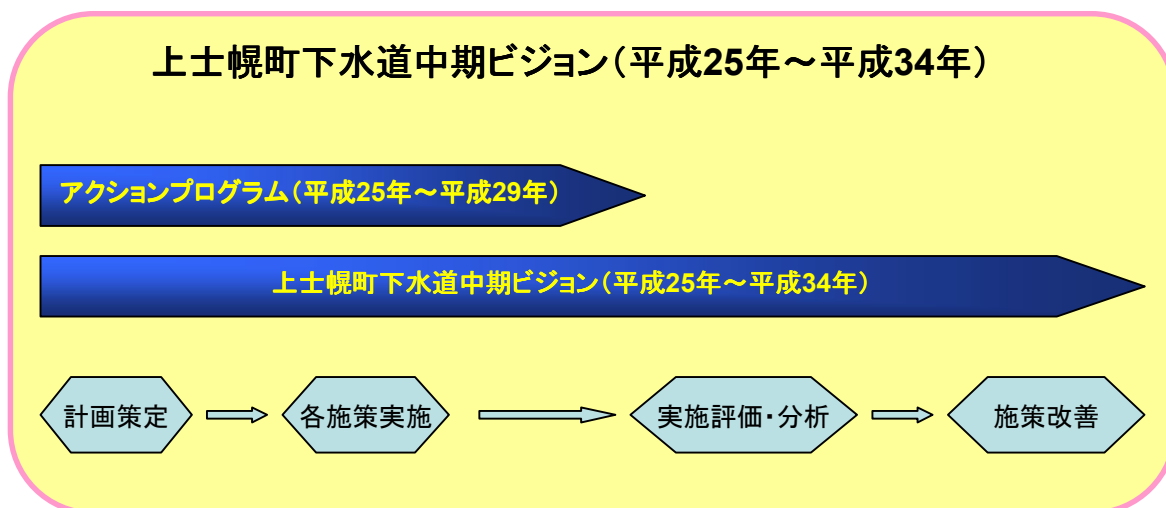 上士幌町下水道中期ビジョン（平成25年～平成34年）
アクションプログラム（平成25年～平成29年）
上士幌町下水道中期ビジョン（平成25年～平成34年）
計画策定
各施策実施
実施評価・分析
施策改善